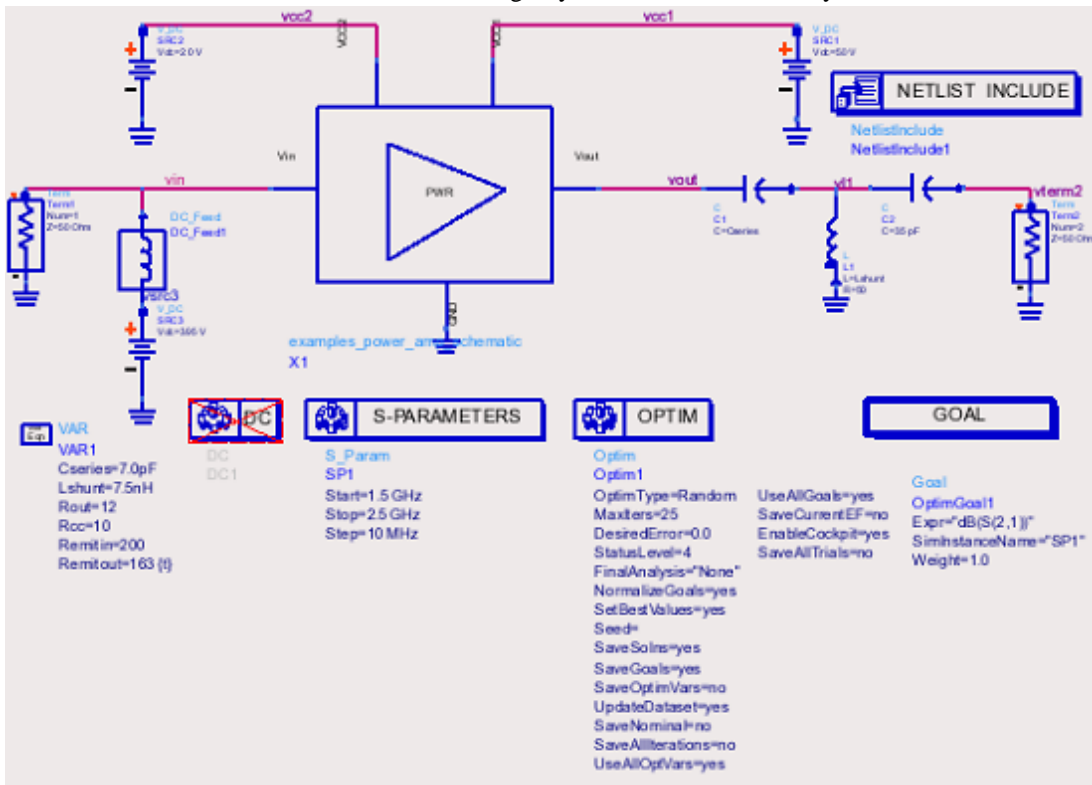 vcc2
vcc1
V_DC
SRC2
Vdc=2.0 V
VCC2
V_DC
SRC1
Vdc=5.0 V
NETLIST INCLUDE
NetlistInclude
NetlistInclude1
Vin
Vout
vin
PWR
vout
vl1
vterm2
Term
Term1
Num=1
Z=50 Ohm
DC_Feed
DC_Feed1
C
C1
C=Cseries
C
C2
C=35 pF
Term
Term2
Num=2
Z=50 Ohm
L
L1
L=Lshunt
vsrc3
V_DC
SRC3
GND
X1
VAR
VAR1
Cseries=7.0pF
Lshunt=7.5nH
Rout=12
Rcc=10
Remitin=200
Remitout=163 {t}
DC
DC
DC1
S-PARAMETERS
S_Param
SP1
Start=1.5 GHz
Stop=2.5 GHz
Step=10 MHz
OPTIM
Optim
Optim1
OptimType=Random
MaxIters=25
DesiredError=0.0
StatusLevel=4
FinalAnalysis="None"
NormalizeGoals=yes
SetBestValues=yes
Seed=
SaveSolns=yes
SaveGoals=yes
SaveOptimVars=no
UpdateDataset=yes
SaveNominal=no
SaveAllIterations=no
UseAllOptVars=yes
UseAllGoals=yes
SaveCurrentEF=no
EnableCockpit=yes
SaveAllTrials=no
GOAL
Goal
OptimGoal1
Expr="dB(S(2,1))"
SimInstanceName="SP1"
Weight=1.0